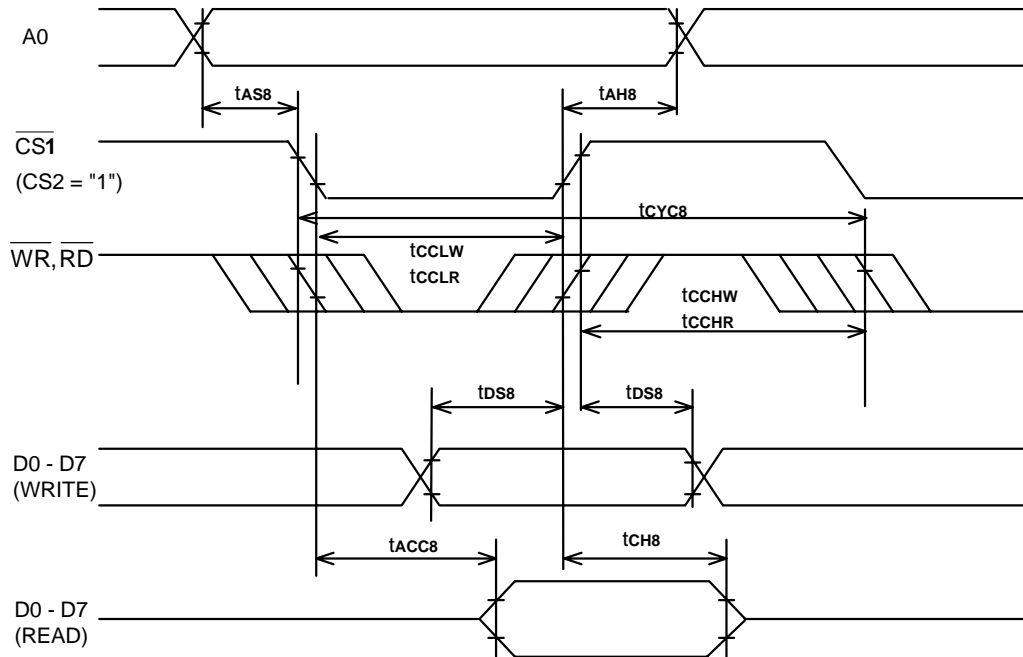 A0
tAS8
tAH8
CS1
(CS2 = "1")
tCYC8
WR, RD
tCCLW
tCCLR
tCCHW
tCCHR
tDS8
tDS8
D0 - D7
(WRITE)
tACC8
tCH8
D0 - D7
(READ)